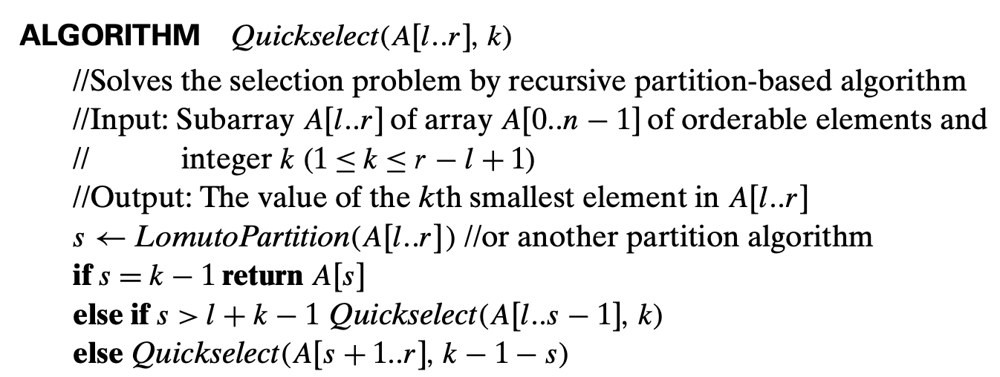 ALGORITHM Quickselect(A[l..r], k)
//Solves the selection problem by recursive partition-based algorithm
//Input: Subarray A[l..r] of array A[0..n − 1] of orderable elements and
// integer k (1 ≤ k ≤ r − l + 1)
//Output: The value of the kth smallest element in A[l..r]
s ← LomutoPartition(A[l..r]) //or another partition algorithm
if s = k − 1 return A[s]
else if s > l + k − 1 Quickselect(A[l..s − 1], k)
else Quickselect(A[s + 1..r], k − 1 − s)